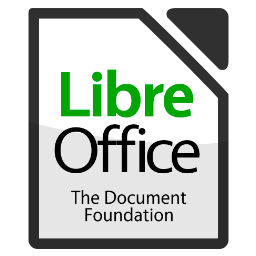 Libre
Office
The Document
Foundation